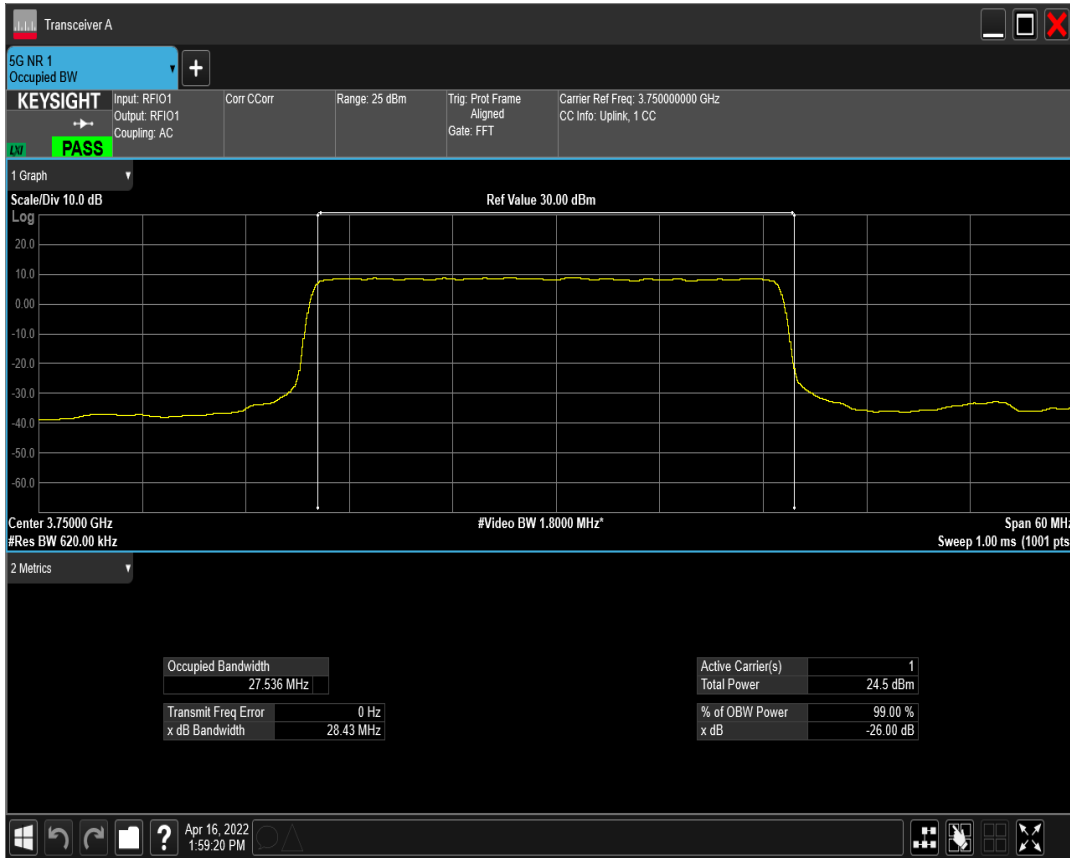 Transceiver A
5G NR 1
Occupied BW
+
KEYSIGHT
LXI
PASS
Input: RFIO1
Output: RFIO1
Coupling: AC
Corr CCorr
Range: 25 dBm
Trig: Prot Frame
Aligned
Gate: FFT
Carrier Ref Freq: 3.750000000 GHz
CC Info: Uplink, 1 CC
1 Graph
Scale/Div 10.0 dB
Ref Value 30.00 dBm
Log
20.0
10.0
0.00
-10.0
-20.0
-30.0
-40.0
-50.0
-60.0
Center 3.75000 GHz
#Video BW 1.8000 MHz*
Span 60 MHz
#Res BW 620.00 kHz
Sweep 1.00 ms (1001 pts
2 Metrics
Occupied Bandwidth
27.536 MHz
Transmit Freq Error 0 Hz
x dB Bandwidth 28.43 MHz
Active Carrier(s) 1
Total Power 24.5 dBm
% of OBW Power 99.00 %
x dB -26.00 dB
?
Apr 16, 2022
1:59:20 PM